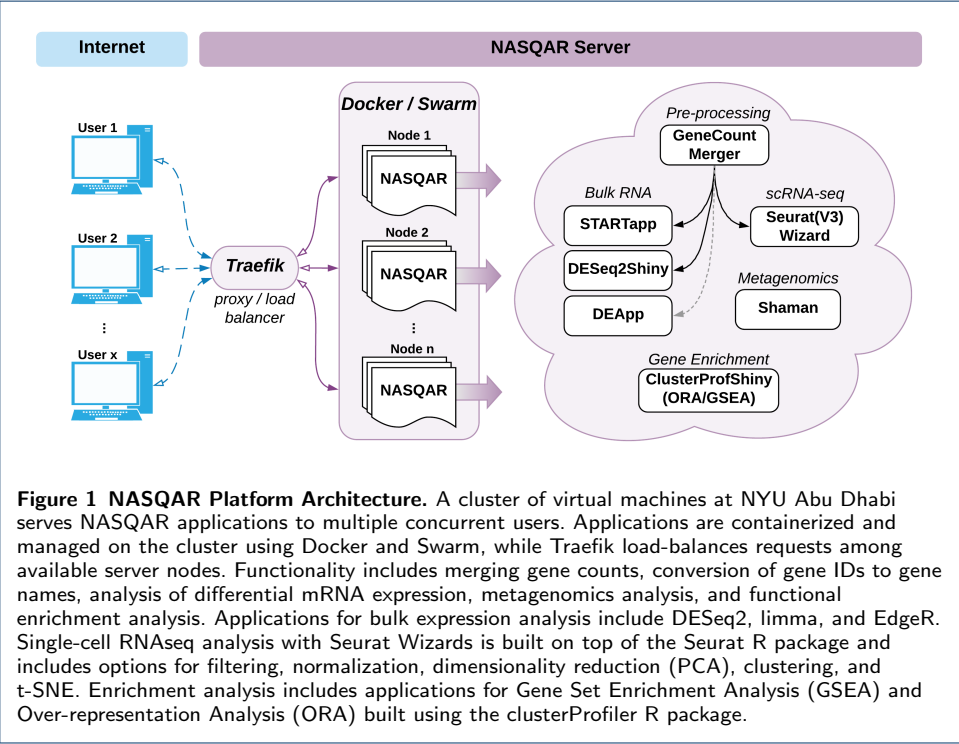 Internet
NASQAR Server
User 1
User 2
...
User x
Traefik
proxy / load
balancer
Docker / Swarm
Node 1
NASQAR
Node 2
NASQAR
...
Node n
NASQAR
Pre-processing
GeneCount
Merger
Bulk RNA
STARTapp
DESeq2Shiny
DEApp
scRNA-seq
Seurat(V3)
Wizard
Metagenomics
Shaman
Gene Enrichment
ClusterProfShiny
(ORA/GSEA)
Figure 1 NASQAR Platform Architecture. A cluster of virtual machines at NYU Abu Dhabi
serves NASQAR applications to multiple concurrent users. Applications are containerized and
managed on the cluster using Docker and Swarm, while Traefik load-balances requests among
available server nodes. Functionality includes merging gene counts, conversion of gene IDs to gene
names, analysis of differential mRNA expression, metagenomics analysis, and functional
enrichment analysis. Applications for bulk expression analysis include DESeq2, limma, and EdgeR.
Single-cell RNAseq analysis with Seurat Wizards is built on top of the Seurat R package and
includes options for filtering, normalization, dimensionality reduction (PCA), clustering, and
t-SNE. Enrichment analysis includes applications for Gene Set Enrichment Analysis (GSEA) and
Over-representation Analysis (ORA) built using the clusterProfiler R package.